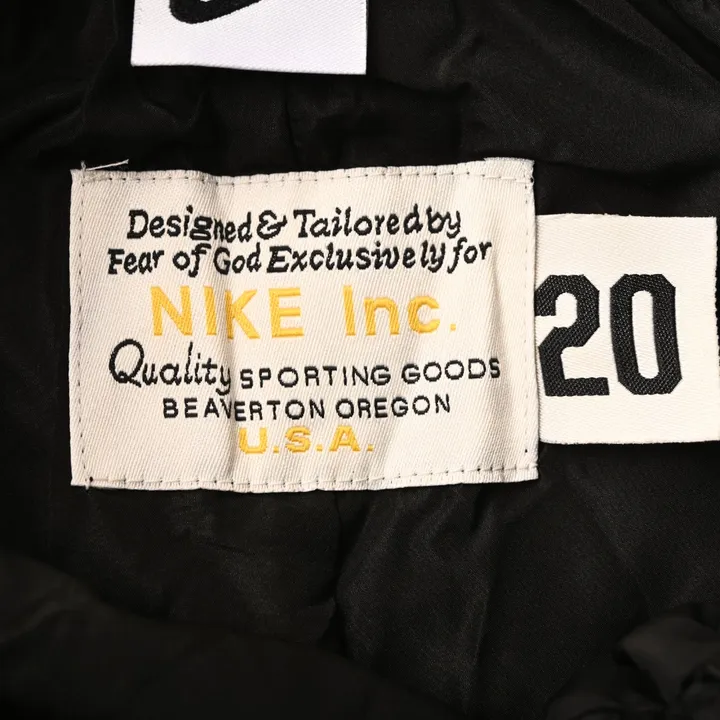 Designed & Tailored by
Fear of God Exclusively for
NIKE Inc.
Quality SPORTING GOODS
BEAVERTON OREGON
U.S.A.
20